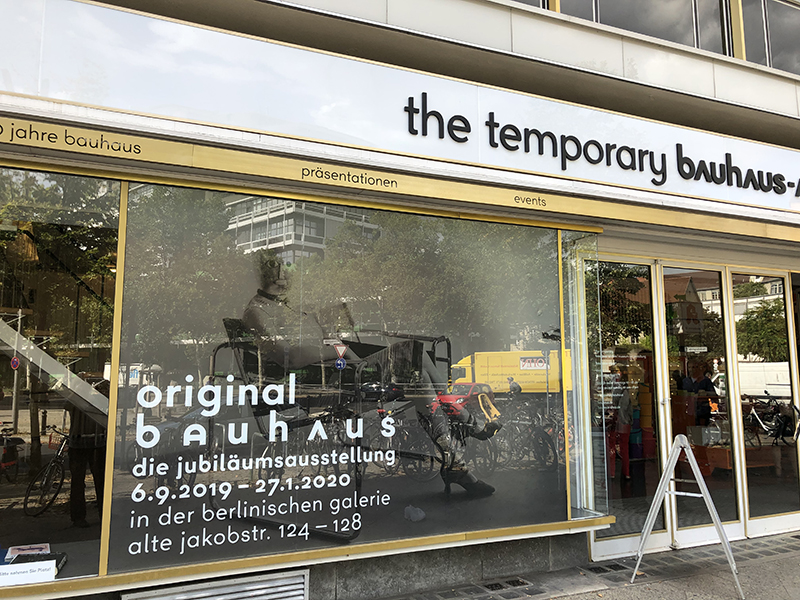 the temporary bauhaus-
jahre bauhaus
präsentationen
events
original
bauhaus
die jubiläumsausstellung
6.9.2019 – 27.1.2020
in der berlinischen galerie
alte jakobstr. 124 – 128